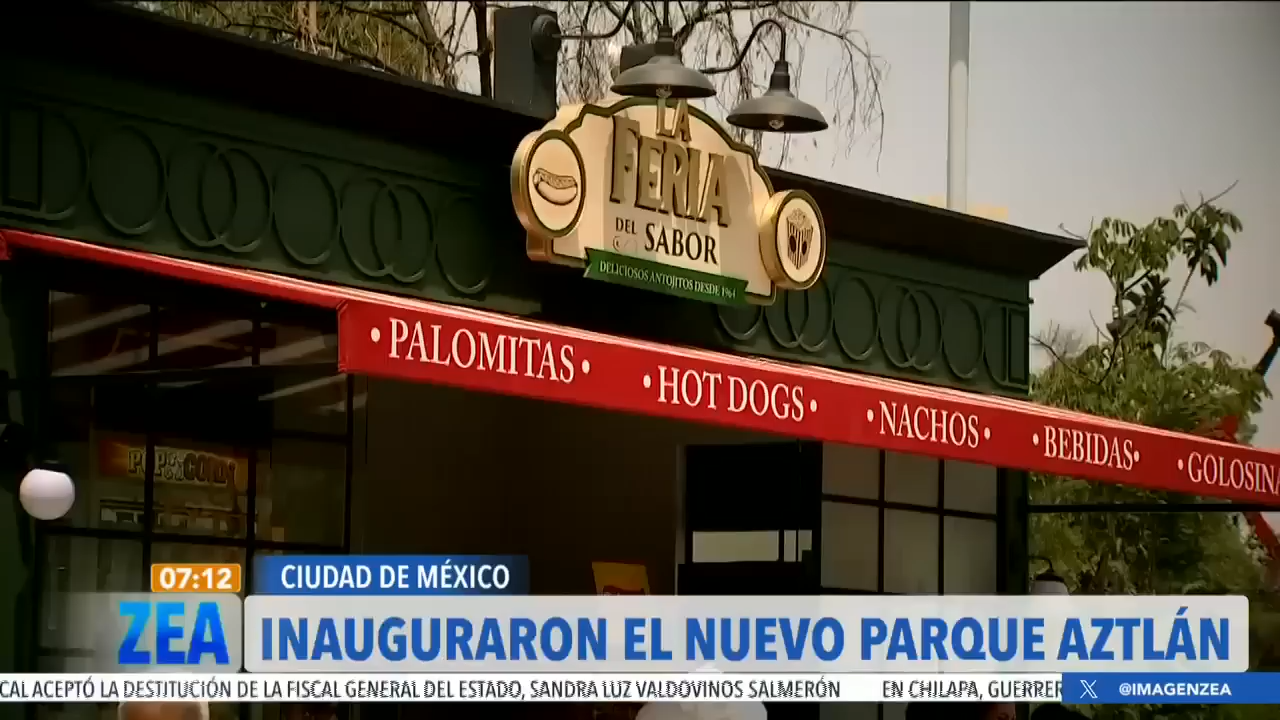 LA
FERIA
DEL SABOR
DELICIOSOS ANTOJITOS DESDE 1964
• PALOMITAS • • HOT DOGS • • NACHOS • • BEBIDAS • • GOLOSINA
POP CORN
07:12 CIUDAD DE MÉXICO
ZEA INAUGURARON EL NUEVO PARQUE AZTLÁN
CAL ACEPTÓ LA DESTITUCIÓN DE LA FISCAL GENERAL DEL ESTADO, SANDRA LUZ VALDOVINOS SALMERÓN EN CHILAPA, GUERRER X @IMAGENZEA